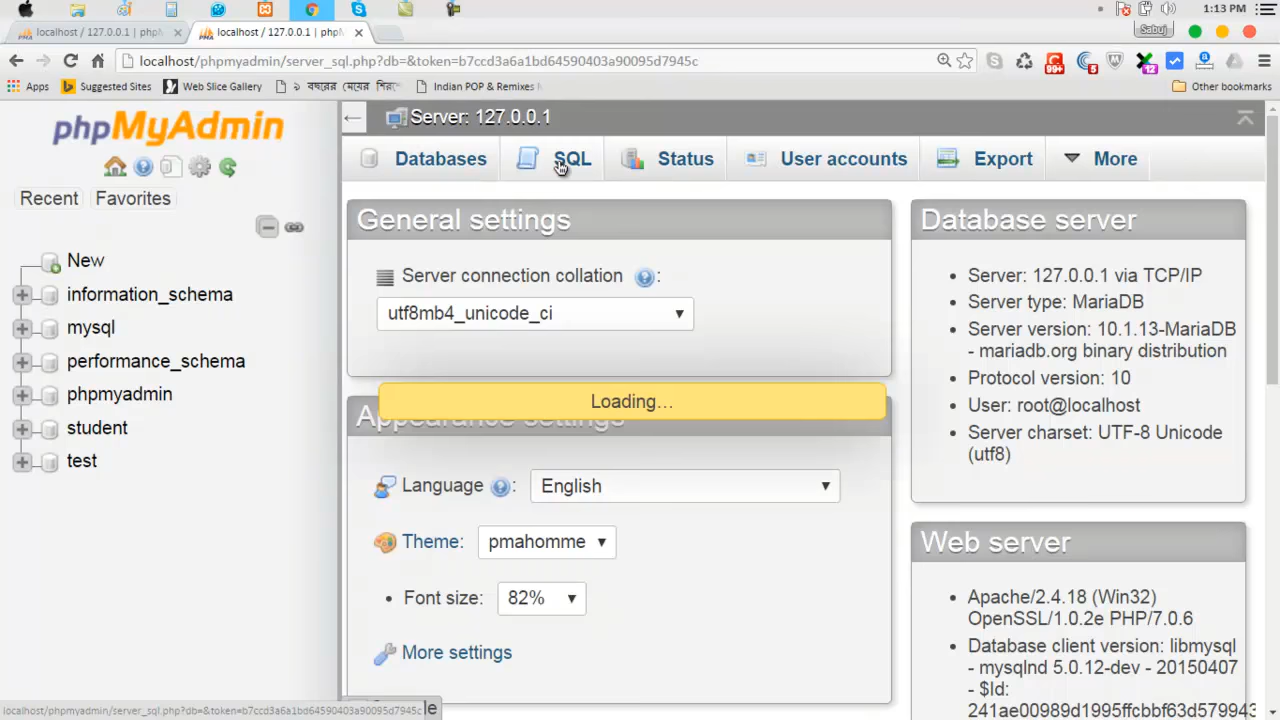 1:13 PM
localhost / 127.0.0.1 | phpM
localhost / 127.0.0.1 | phpM
Sabuj
localhost/phpmyadmin/server_sql.php?db=&token=b7ccd3a6a1bd64590403a90095d7945c
Apps
Suggested Sites
Web Slice Gallery
৯ বছরের মেয়ের
Indian POP & Remixes
Other bookmarks
phpMyAdmin
Recent
Favorites
New
information_schema
mysql
performance_schema
phpmyadmin
student
test
Server: 127.0.0.1
Databases
SQL
Status
User accounts
Export
More
General settings
Server connection collation :
utf8mb4_unicode_ci
Loading…
Appearance settings
Language :
English
Theme:
pmahomme
Font size:
82%
More settings
Database server
Server: 127.0.0.1 via TCP/IP
Server type: MariaDB
Server version: 10.1.13-MariaDB
- mariadb.org binary distribution
Protocol version: 10
User: root@localhost
Server charset: UTF-8 Unicode
(utf8)
Web server
Apache/2.4.18 (Win32)
OpenSSL/1.0.2e PHP/7.0.6
Database client version: libmysql
- mysqlnd 5.0.12-dev - 20150407
- $Id:
241ae00989d1995ffcbbf63d579943
localhost/phpmyadmin/server_sql.php?db=&token=b7ccd3a6a1bd64590403a90095d7945c